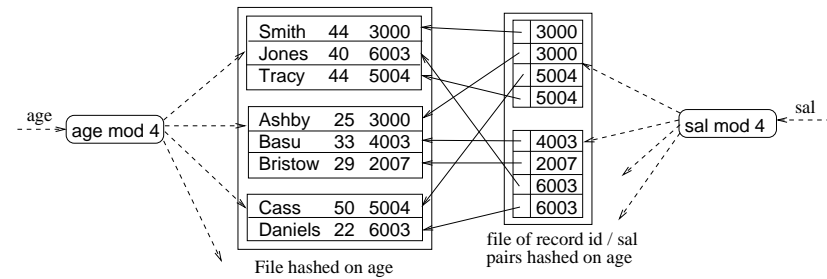 age
age mod 4
Smith 44 3000
Jones 40 6003
Tracy 44 5004
Ashby 25 3000
Basu 33 4003
Bristow 29 2007
Cass 50 5004
Daniels 22 6003
File hashed on age
3000
3000
5004
5004
4003
2007
6003
6003
file of record id / sal
pairs hashed on age
sal mod 4
sal